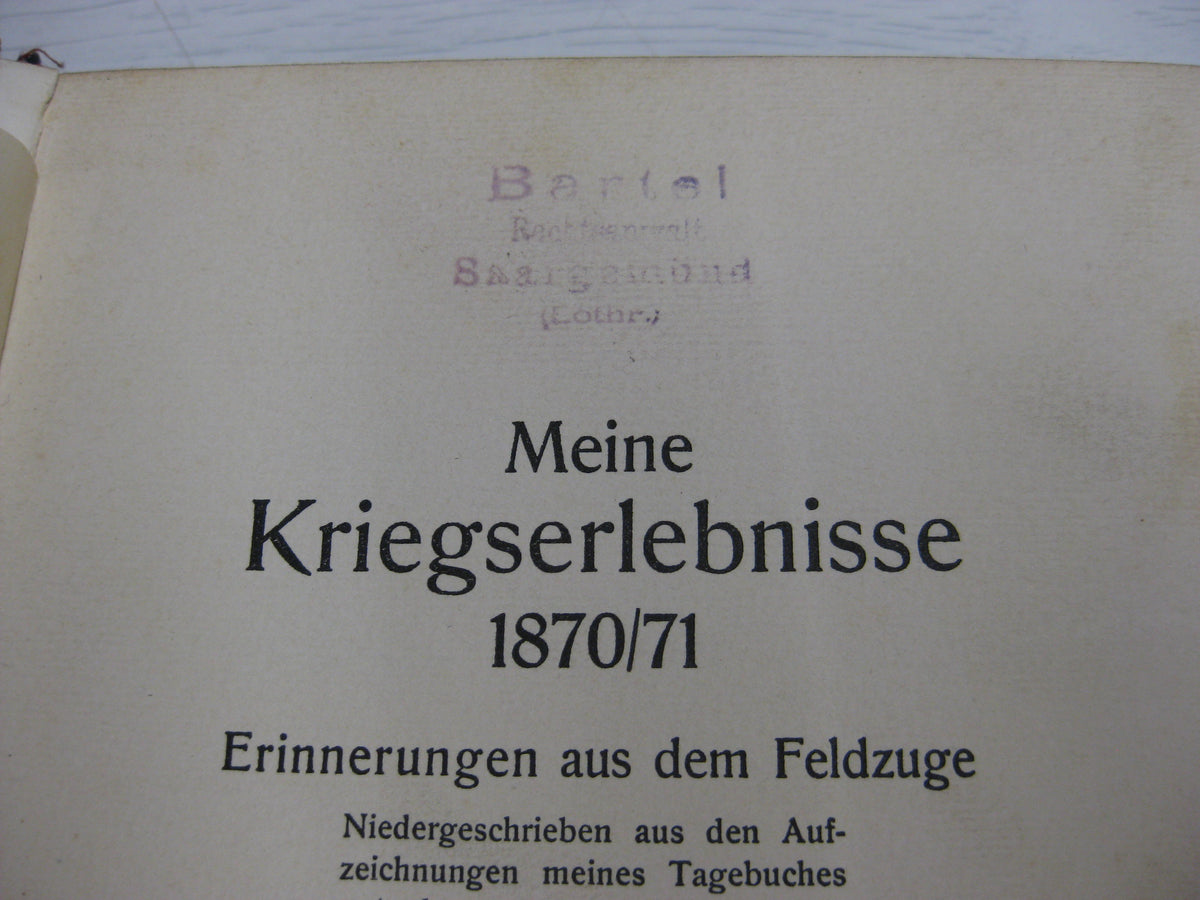 Bartel
Rechtsanwalt
Saargemünd
(Lothr.)
Meine
Kriegserlebnisse
1870/71
Erinnerungen aus dem Feldzuge
Niedergeschrieben aus den Auf-
zeichnungen meines Tagebuches